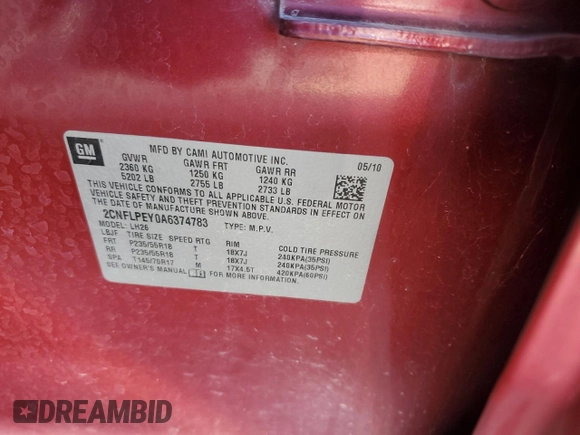 GM
MFD BY CAMI AUTOMOTIVE INC. 05/10
GVWR GAWR FRT GAWR RR
2360 KG 1250 KG 1240 KG
5202 LB 2755 LB 2733 LB
THIS VEHICLE CONFORMS TO ALL APPLICABLE U.S. FEDERAL MOTOR
VEHICLE SAFETY AND THEFT PREVENTION STANDARDS IN EFFECT ON
THE DATE OF MANUFACTURE SHOWN ABOVE.
2CNFLPEY0A6374783 TYPE: M.P.V.
MODEL: LH26
LBJF TIRE SIZE SPEED RTG RIM COLD TIRE PRESSURE
FRT P235/55R18 T 18X7J 240KPA(35PSI)
RR P235/55R18 T 18X7J 240KPA(35PSI)
SPA T145/70R17 M 17X4.5T 420KPA(60PSI)
SEE OWNER'S MANUAL FOR MORE INFORMATION.
DREAMBID